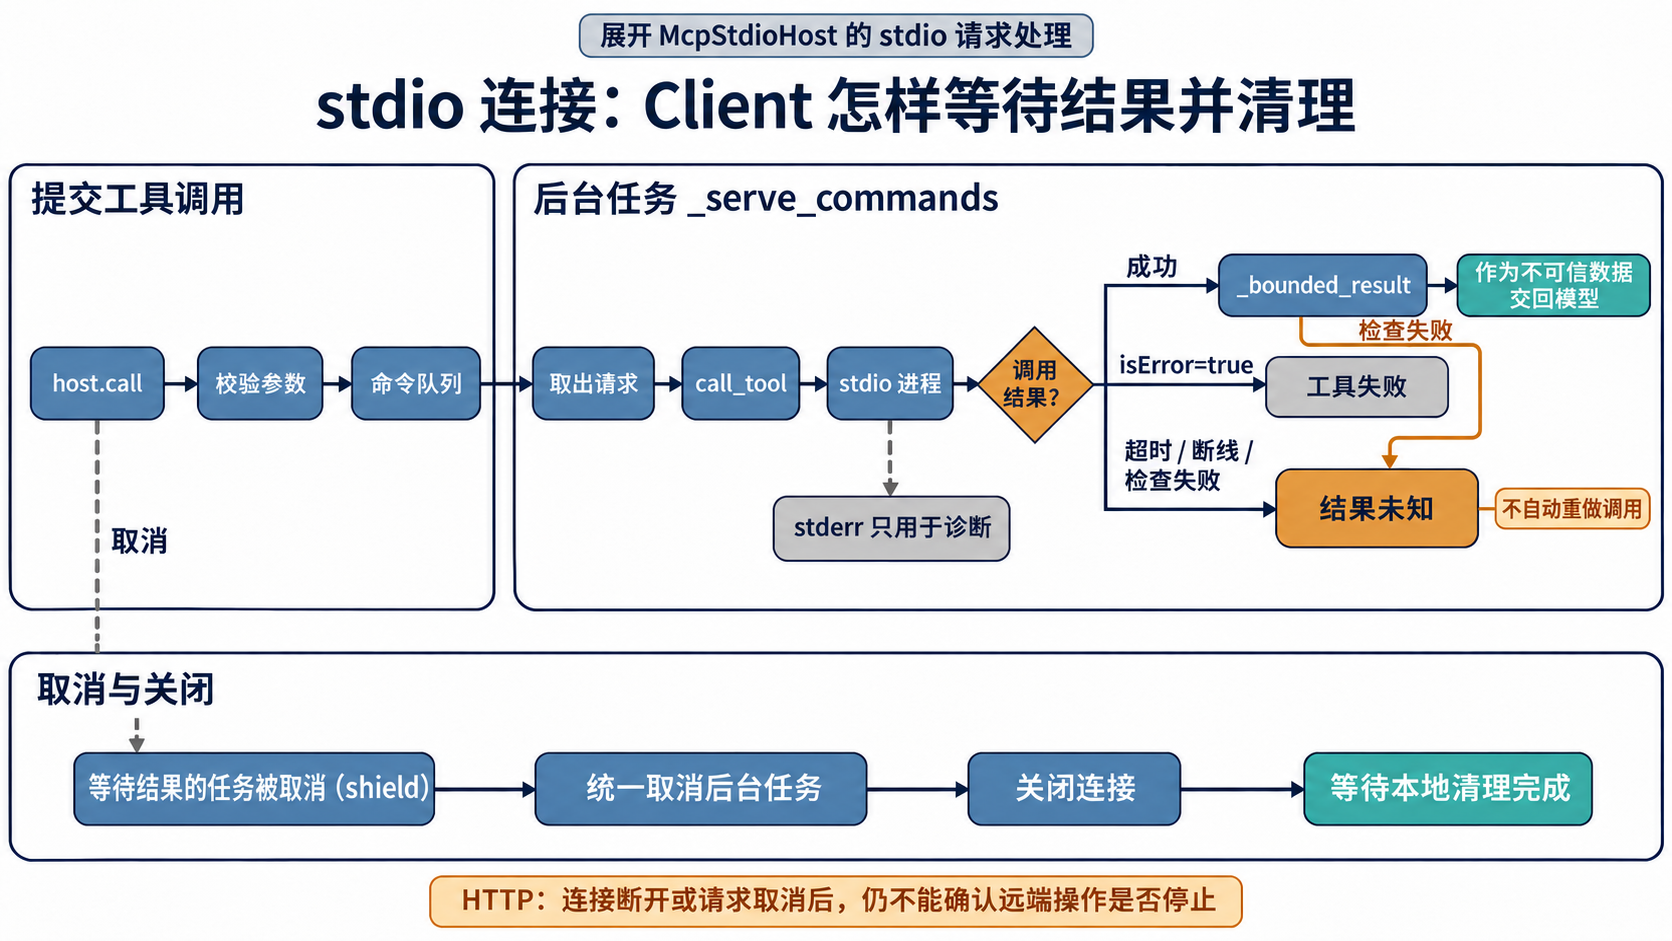 展开 McpStdioHost 的 stdio 请求处理
stdio 连接：Client 怎样等待结果并清理
提交工具调用
host.call
校验参数
命令队列
取消
后台任务 _serve_commands
取出请求
call_tool
stdio 进程
stderr 只用于诊断
调用
结果？
成功
_bounded_result
作为不可信数据
交回模型
检查失败
isError=true
工具失败
超时 / 断线 /
检查失败
结果未知
不自动重做调用
取消与关闭
等待结果的任务被取消（shield）
统一取消后台任务
关闭连接
等待本地清理完成
HTTP：连接断开或请求取消后，仍不能确认远端操作是否停止